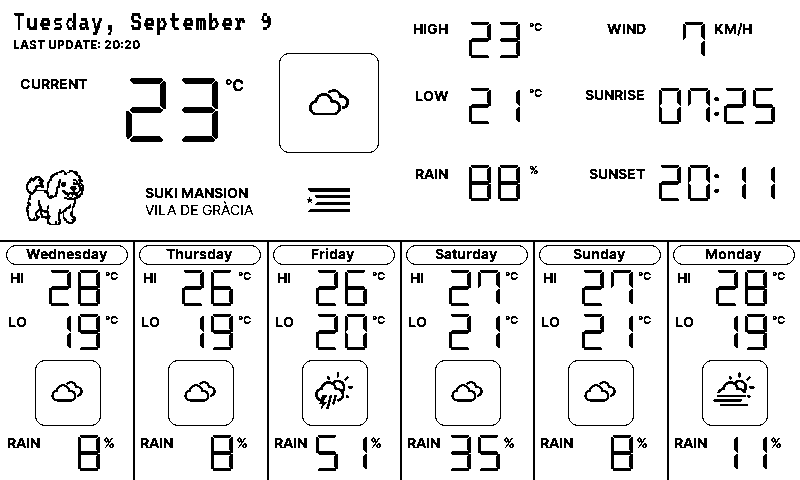 Tuesday, September 9
LAST UPDATE: 20:20
CURRENT 23 °C
SUKI MANSION
VILA DE GRÀCIA
HIGH 23 °C
LOW 21 °C
RAIN 88 %
WIND 7 KM/H
SUNRISE 07:25
SUNSET 20:11
Wednesday
HI 28 °C
LO 19 °C
RAIN 8 %
Thursday
HI 26 °C
LO 19 °C
RAIN 8 %
Friday
HI 26 °C
LO 20 °C
RAIN 51 %
Saturday
HI 27 °C
LO 21 °C
RAIN 35 %
Sunday
HI 27 °C
LO 21 °C
RAIN 8 %
Monday
HI 28 °C
LO 19 °C
RAIN 11 %